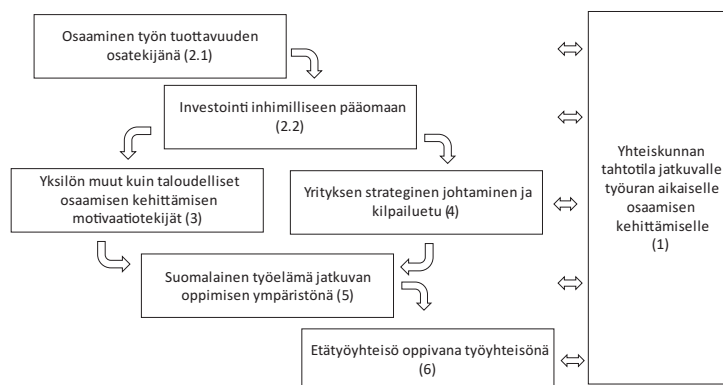 Osaaminen työn tuottavuuden
osatekijänä (2.1)
Investointi inhimilliseen pääomaan
(2.2)
Yksilön muut kuin taloudelliset
osaamisen kehittämisen
motivaatiotekijät (3)
Yrityksen strateginen johtaminen ja
kilpailuetu (4)
Suomalainen työelämä jatkuvan
oppimisen ympäristönä (5)
Etätyöyhteisö oppivana työyhteisönä
(6)
Yhteiskunnan
tahtotila jatkuvalle
työuran aikaiselle
osaamisen
kehittämiselle
(1)